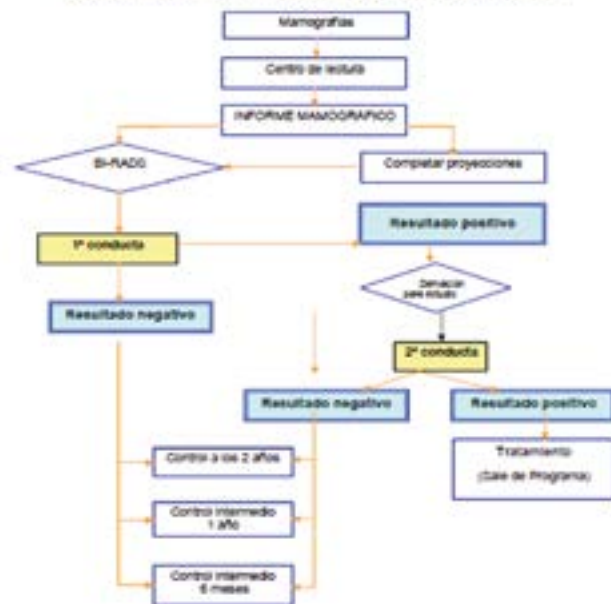 Mamografías
Centro de lectura
INFORME MAMOGRÁFICO
BI-RADS
Completar proyecciones
Resultado positivo
1ª conducta
Derivación
para estudio
Resultado negativo
2ª conducta
Resultado negativo
Resultado positivo
Control a los 2 años
Tratamiento
(Sale de Programa)
Control intermedio
1 año
Control intermedio
6 meses